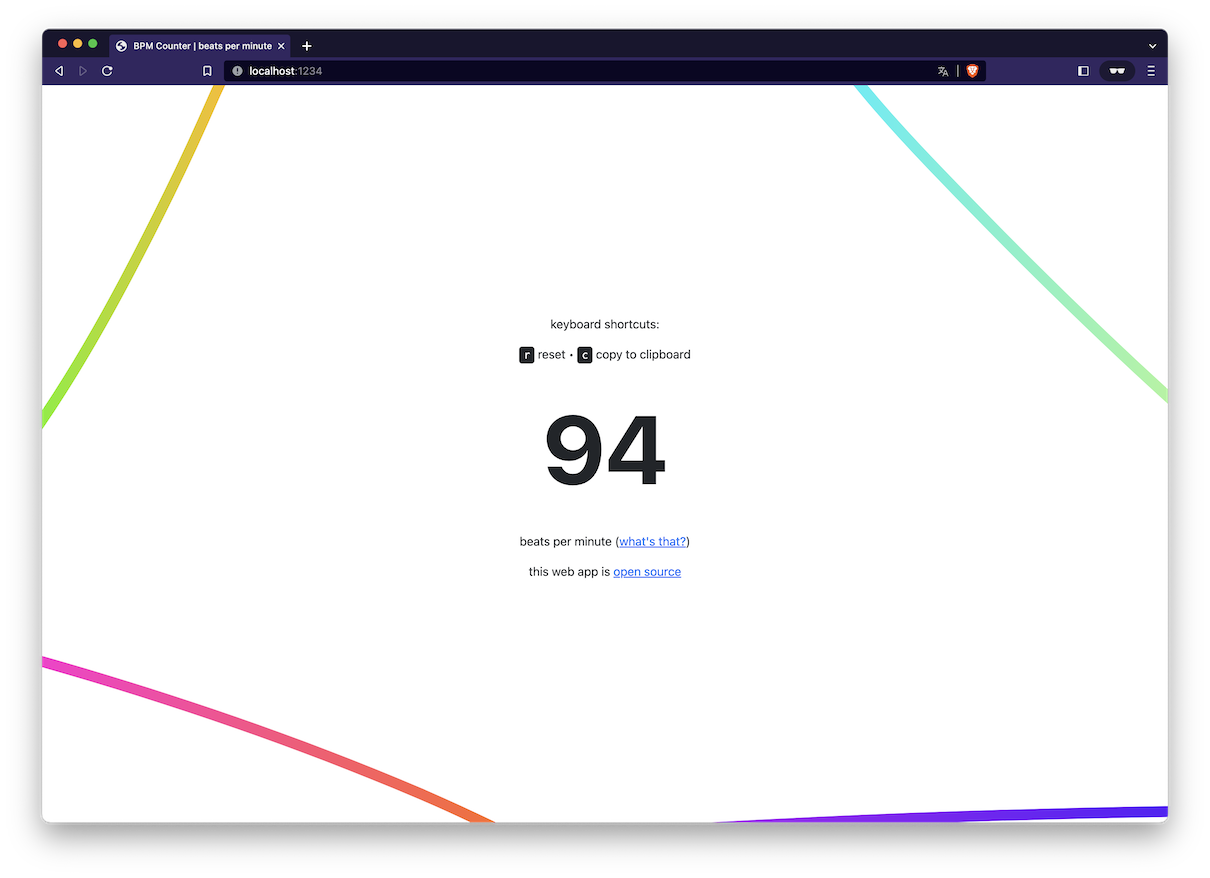 BPM Counter | beats per minute
localhost:1234
keyboard shortcuts:
r reset • c copy to clipboard
94
beats per minute (what's that?)
this web app is open source